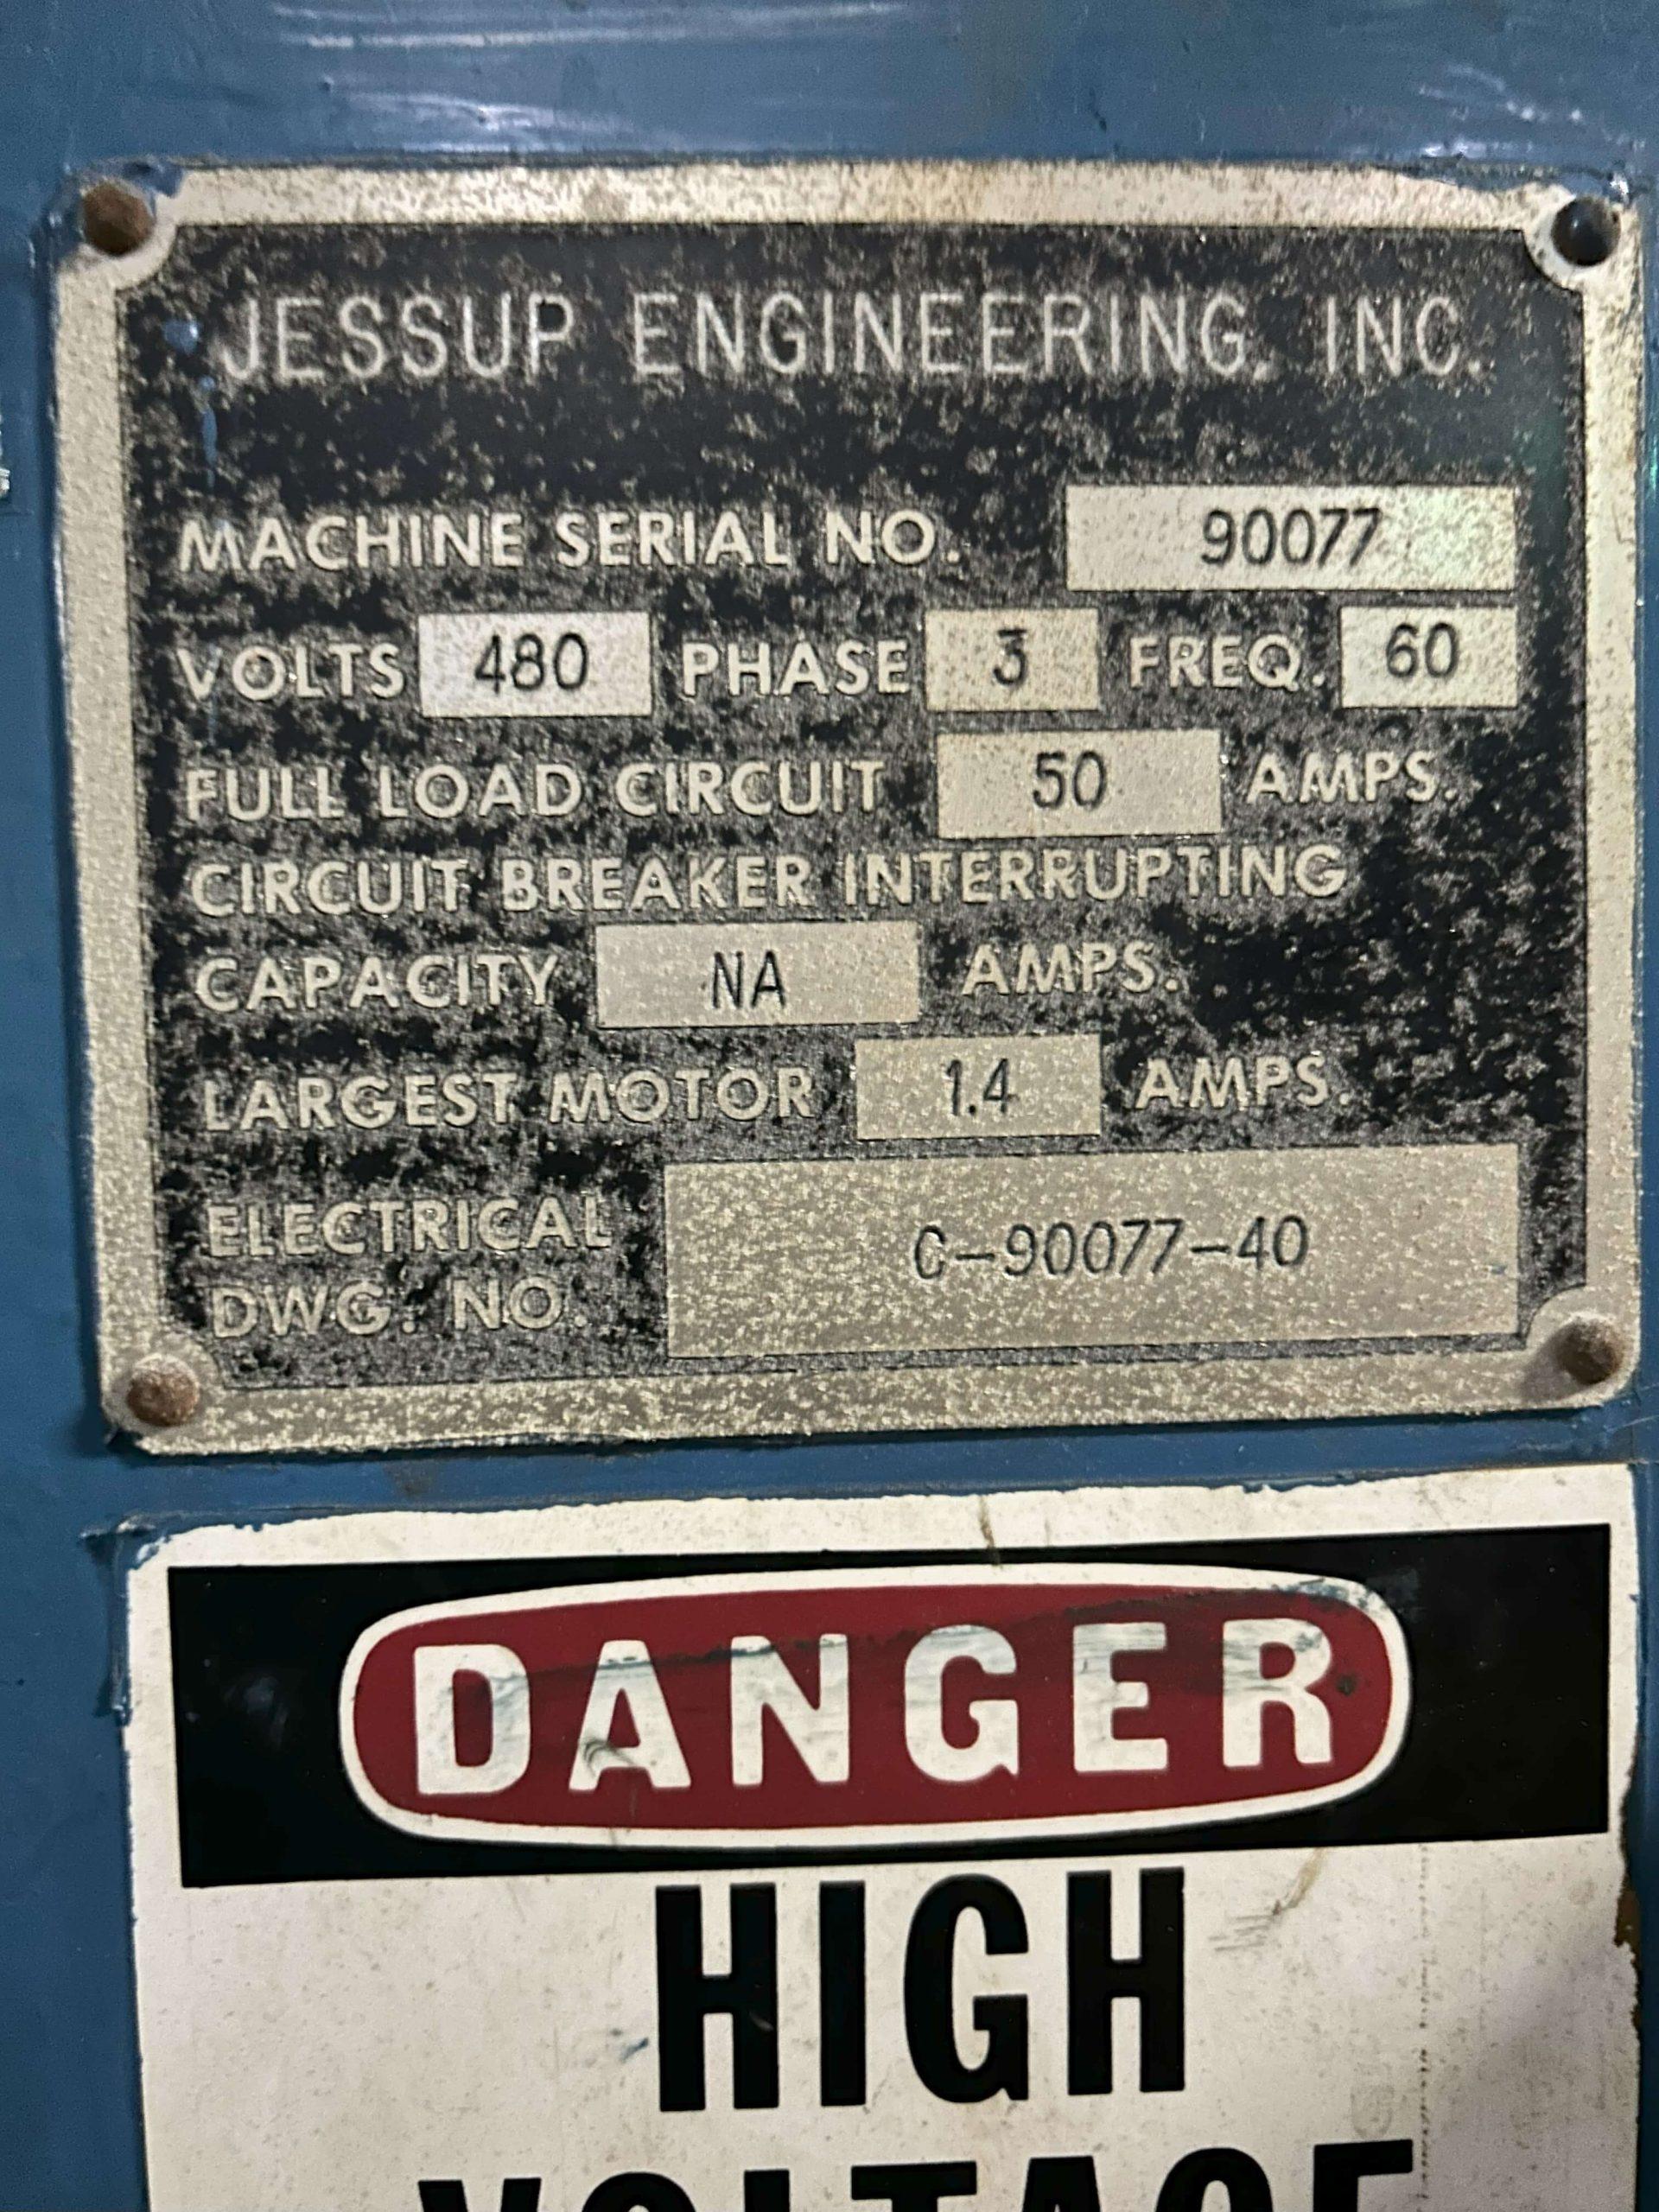 JESSUP ENGINEERING, INC.
MACHINE SERIAL NO. 90077
VOLTS 480 PHASE 3 FREQ. 60
FULL LOAD CIRCUIT 50 AMPS.
CIRCUIT BREAKER INTERRUPTING
CAPACITY NA AMPS.
LARGEST MOTOR 1.4 AMPS.
ELECTRICAL
DWG. NO. C-90077-40
DANGER
HIGH
VOLTAGE